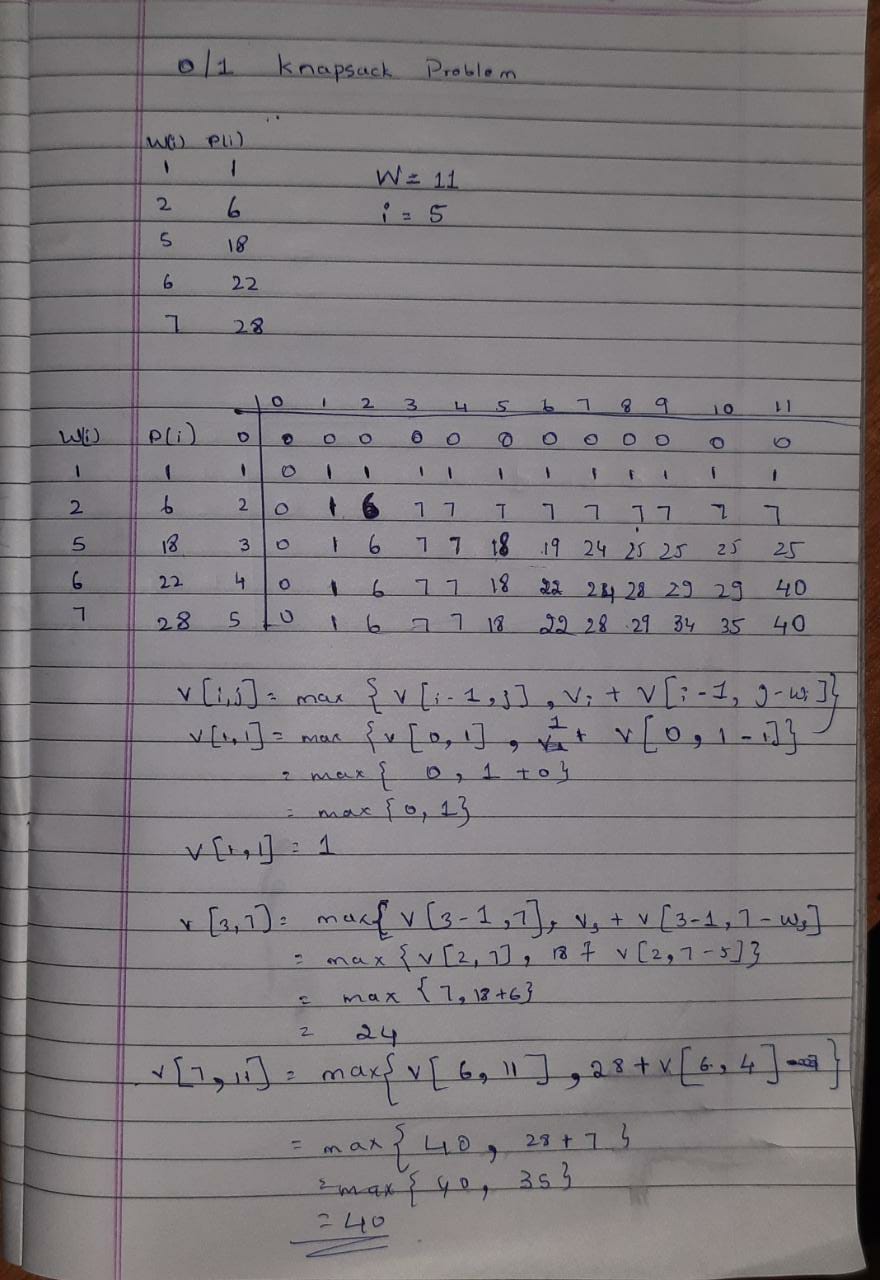 0/1 Knapsack Problem
W(i) P(i)
1 1
W = 11
2 6
i = 5
5 18
6 22
7 28
0 1 2 3 4 5 6 7 8 9 10 11
W(i) P(i) 0 0 0 0 0 0 0 0 0 0 0 0 0
1 1 1 0 1 1 1 1 1 1 1 1 1 1 1
2 6 2 0 1 6 7 7 7 7 7 7 7 7 7
5 18 3 0 1 6 7 7 18 19 24 25 25 25 25
6 22 4 0 1 6 7 7 18 22 24 28 29 29 40
7 28 5 0 1 6 7 7 18 22 28 29 34 35 40
V[i,j] = max { V[i-1,j], Vi + V[i-1, j-wi]}
V[1,1] = max {V[0,1], 1 + V[0, 1-1]}
= max { 0, 1+0}
= max {0, 1}
V[1,1] = 1
V[3,7] = max{ V[3-1,7], V3 + V[3-1, 7-W3]
= max {V[2,7], 18 + V[2, 7-5]}
= max {7, 18+6}
= 24
V[7,11] = max{ V[6, 11], 28 + V[6, 4] }
= max { 40, 28+7 }
= max { 40, 35}
= 40